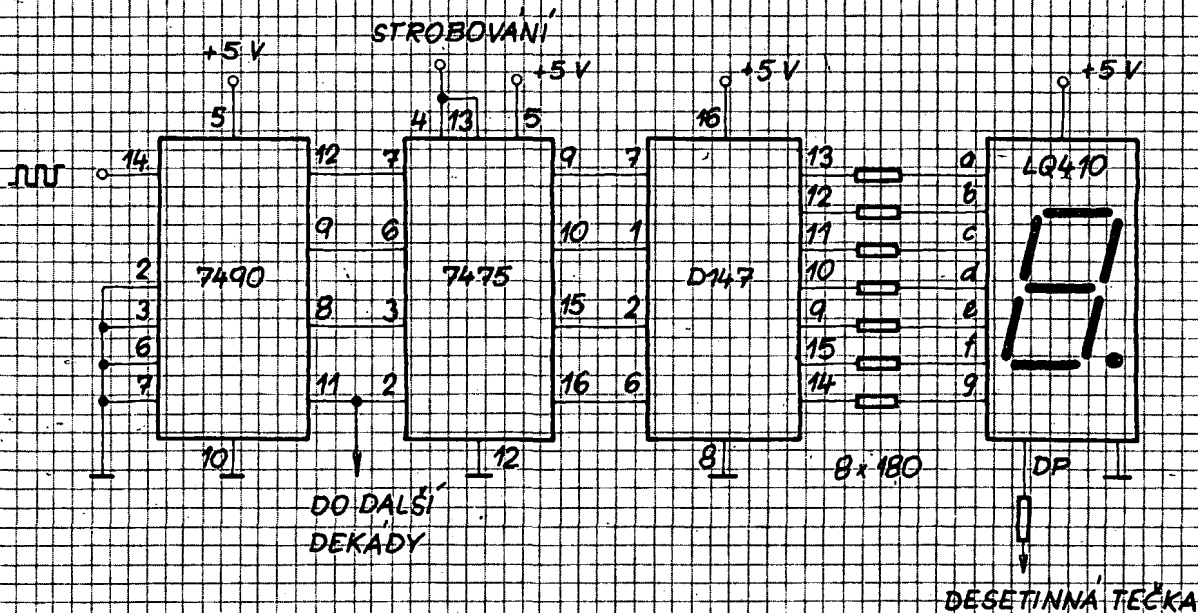 STROBOVÁNÍ
+5 V
+5 V
+5 V
+5 V
5
4 13 5
16
14
12 7
9 7
13 a
LQ410
12 b
9 6
10 1
11 c
2
7490
7475
D147
10 d
3
8 3
15 2
9 e
6
15 f
7
11 2
16 6
14 g
10
12
8
8 x 180
DP
DO DALŠÍ
DEKÁDY
DESETINNÁ TEČKA